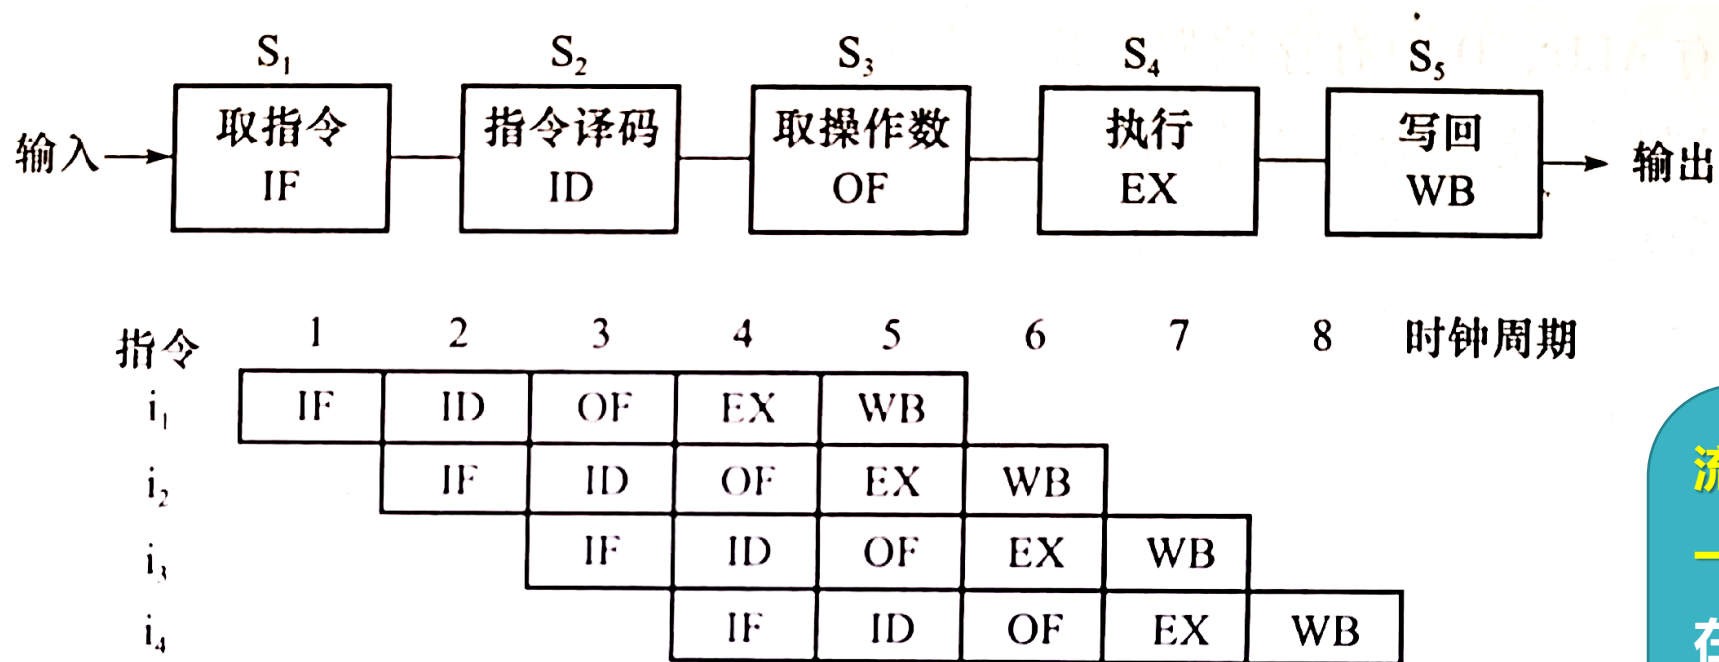 S₁ S₂ S₃ S₄ S₅
输入 取指令 指令译码 取操作数 执行 写回 输出
IF ID OF EX WB
指令 1 2 3 4 5 6 7 8 时钟周期
i₁ IF ID OF EX WB
i₂ IF ID OF EX WB
i₃ IF ID OF EX WB
i₄ IF ID OF EX WB
一
在